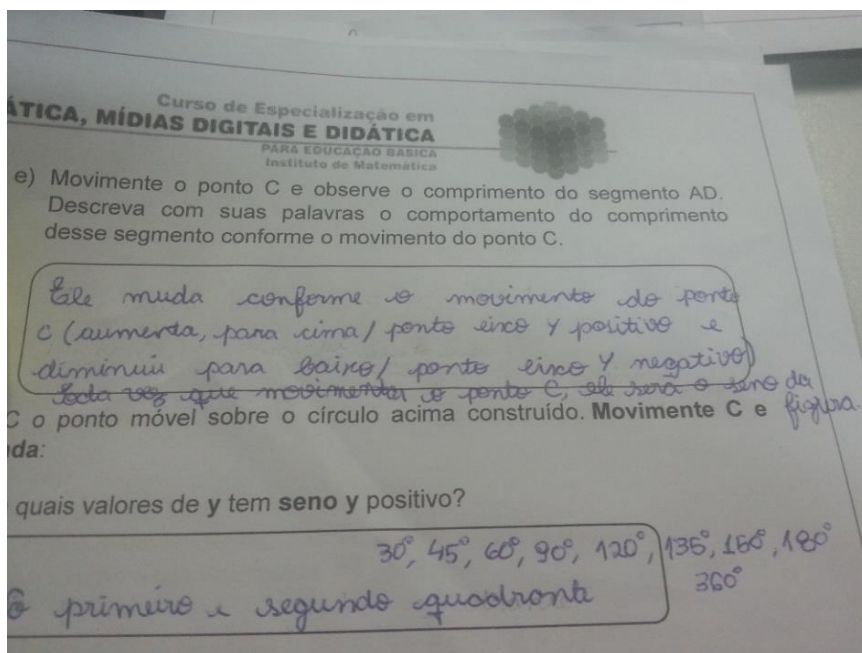 Curso de Especialização em
ÁTICA, MÍDIAS DIGITAIS E DIDÁTICA
PARA EDUCAÇÃO BÁSICA
Instituto de Matemática
e) Movimente o ponto C e observe o comprimento do segmento AD.
Descreva com suas palavras o comportamento do comprimento
desse segmento conforme o movimento do ponto C.
Ele muda conforme o movimento do ponto
C (aumenta, para cima/ ponto eixo y positivo e
diminui para baixo/ ponto eixo y negativo)
Toda vez que movimentar o ponto C, ele será o seno da
figura.
C o ponto móvel sobre o círculo acima construído. Movimente C e
da:
quais valores de y tem seno y positivo?
30°, 45°, 60°, 90°, 120°, 135°, 150°, 180°
360°
primeiro e segundo quadrante